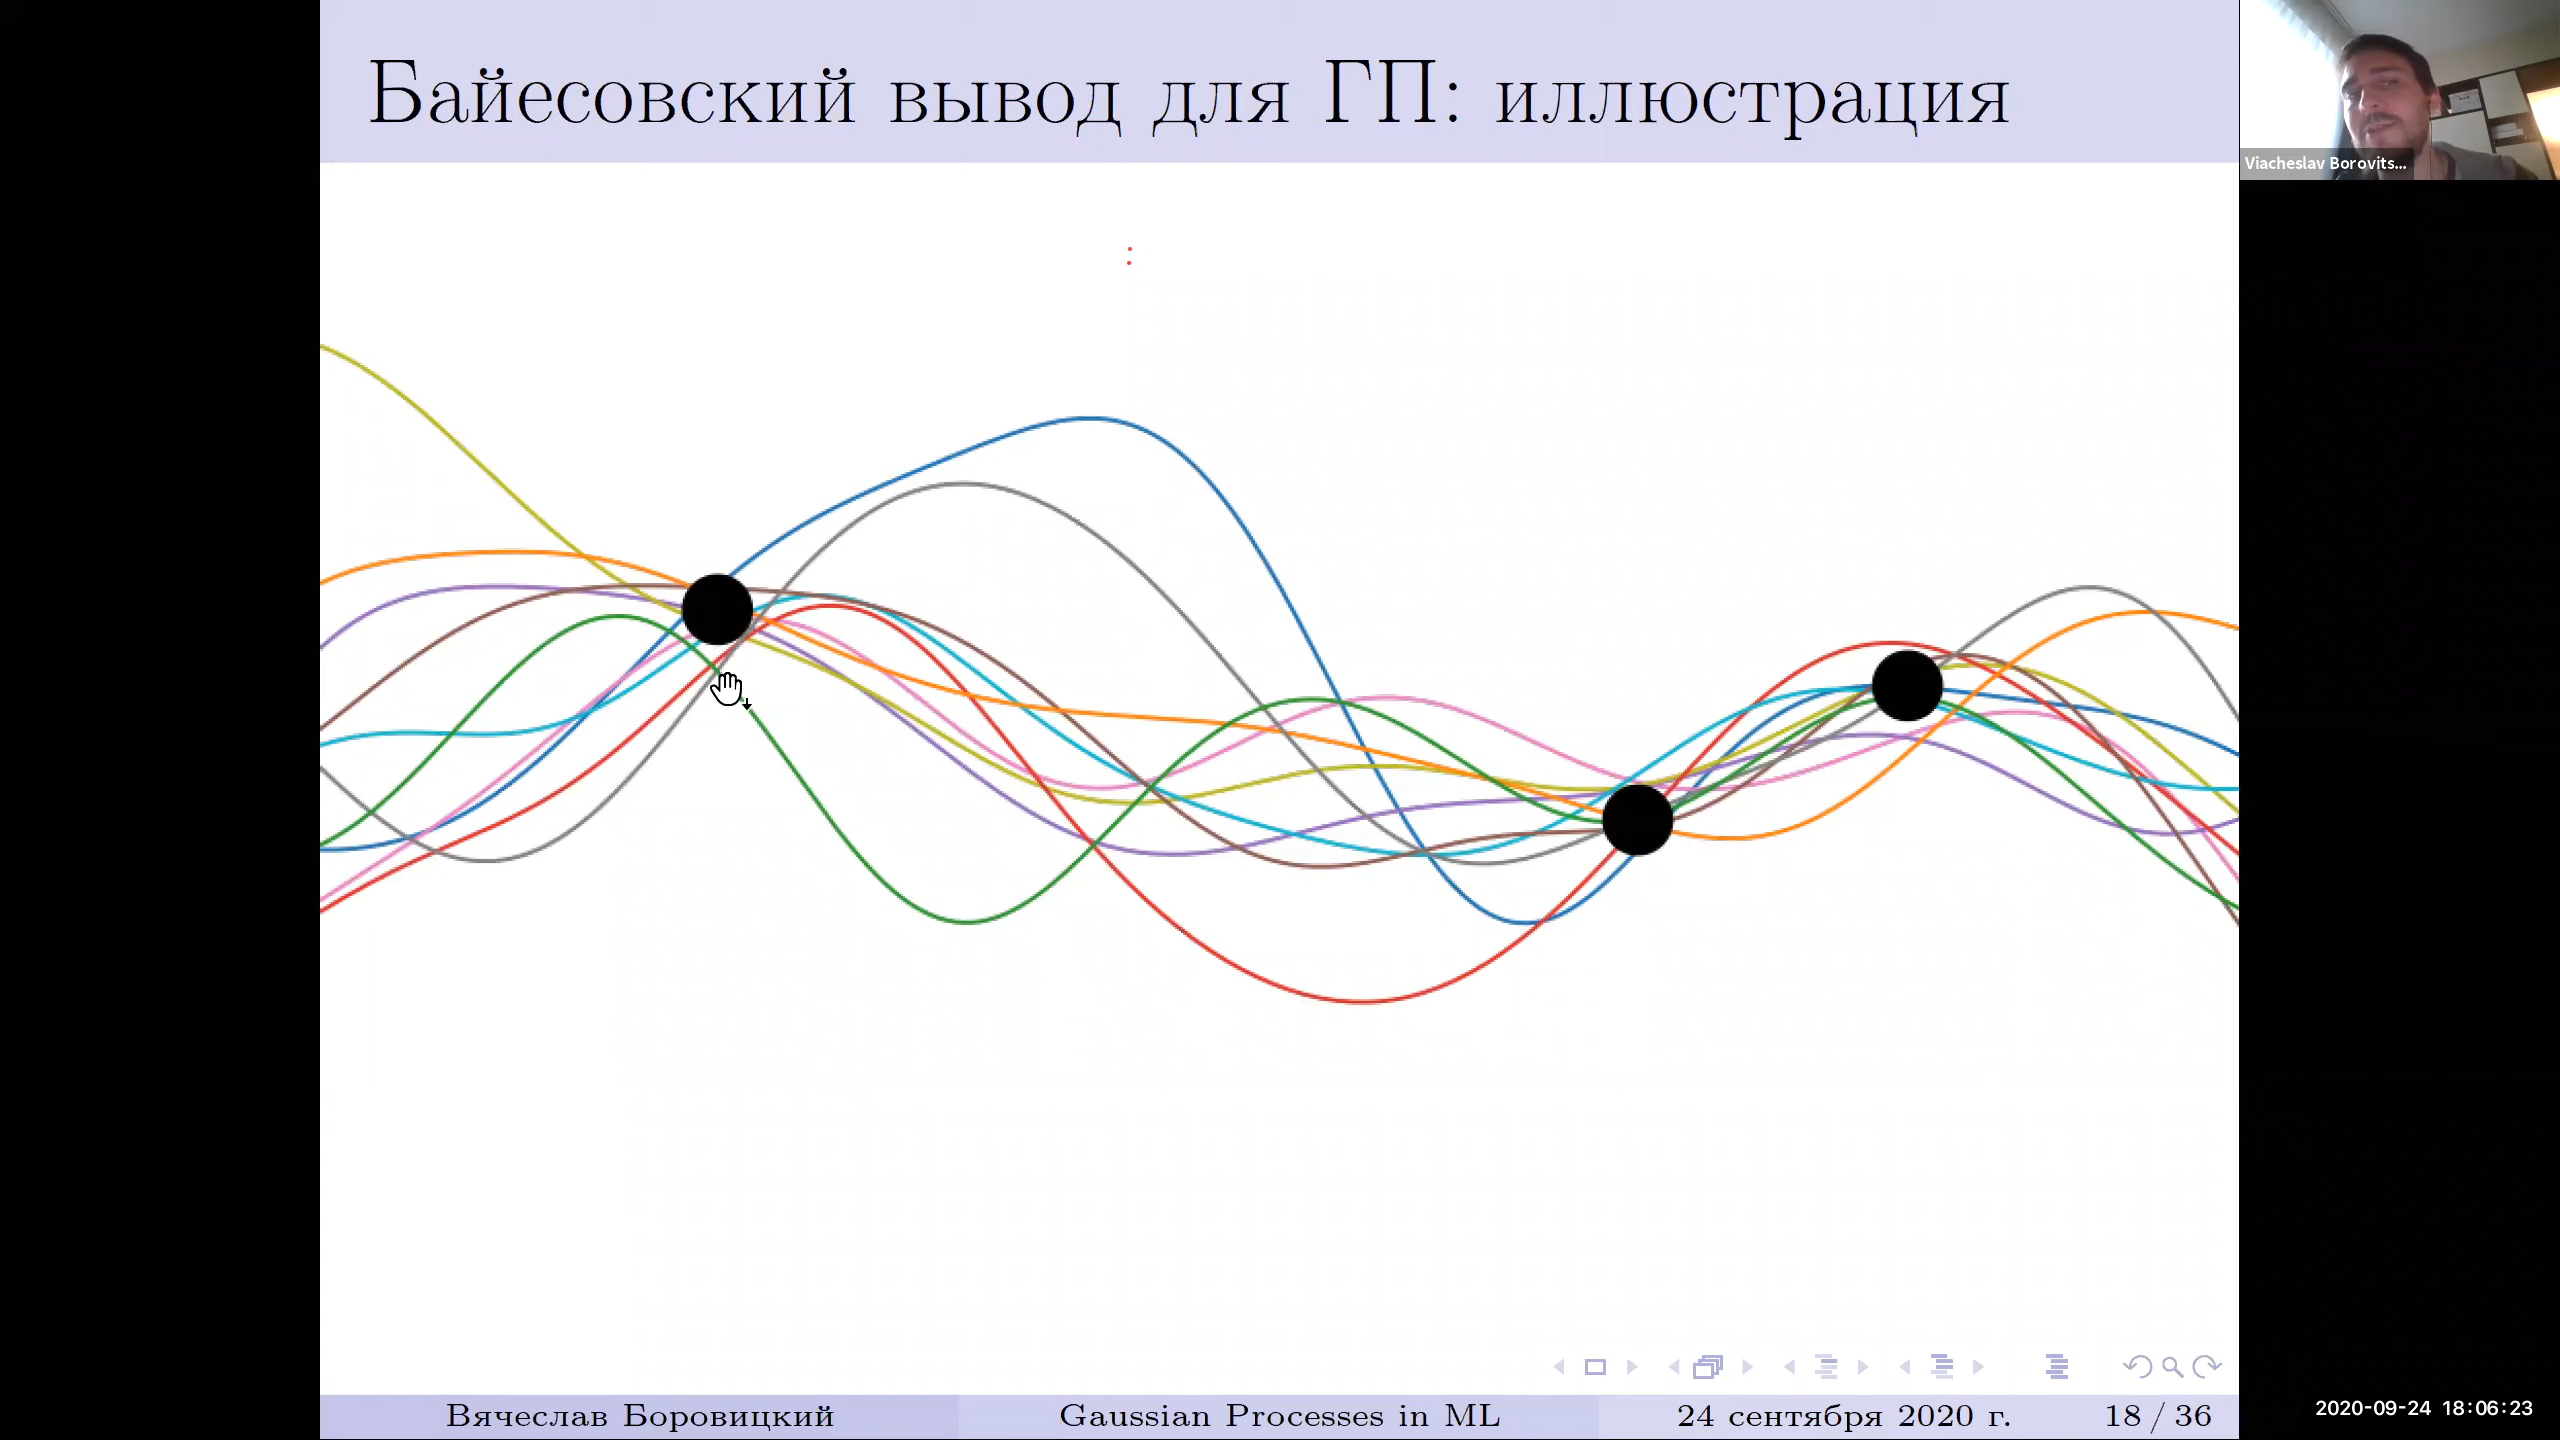 Байесовский вывод для ГП: иллюстрация
Viacheslav Borovits...
Вячеслав Боровицкий
Gaussian Processes in ML
24 сентября 2020 г.
18 / 36
2020-09-24 18:06:23